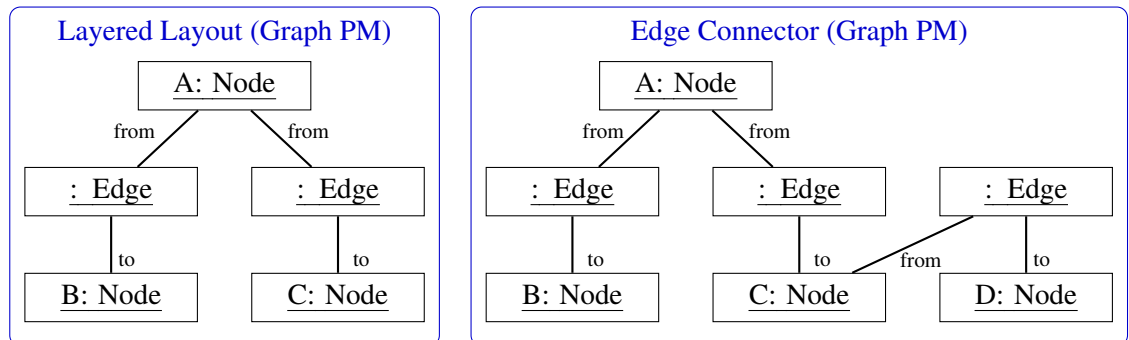 Layered Layout (Graph PM)
A: Node
from
from
: Edge
: Edge
to
to
B: Node
C: Node
Edge Connector (Graph PM)
A: Node
from
from
: Edge
: Edge
: Edge
to
to
from
to
B: Node
C: Node
D: Node